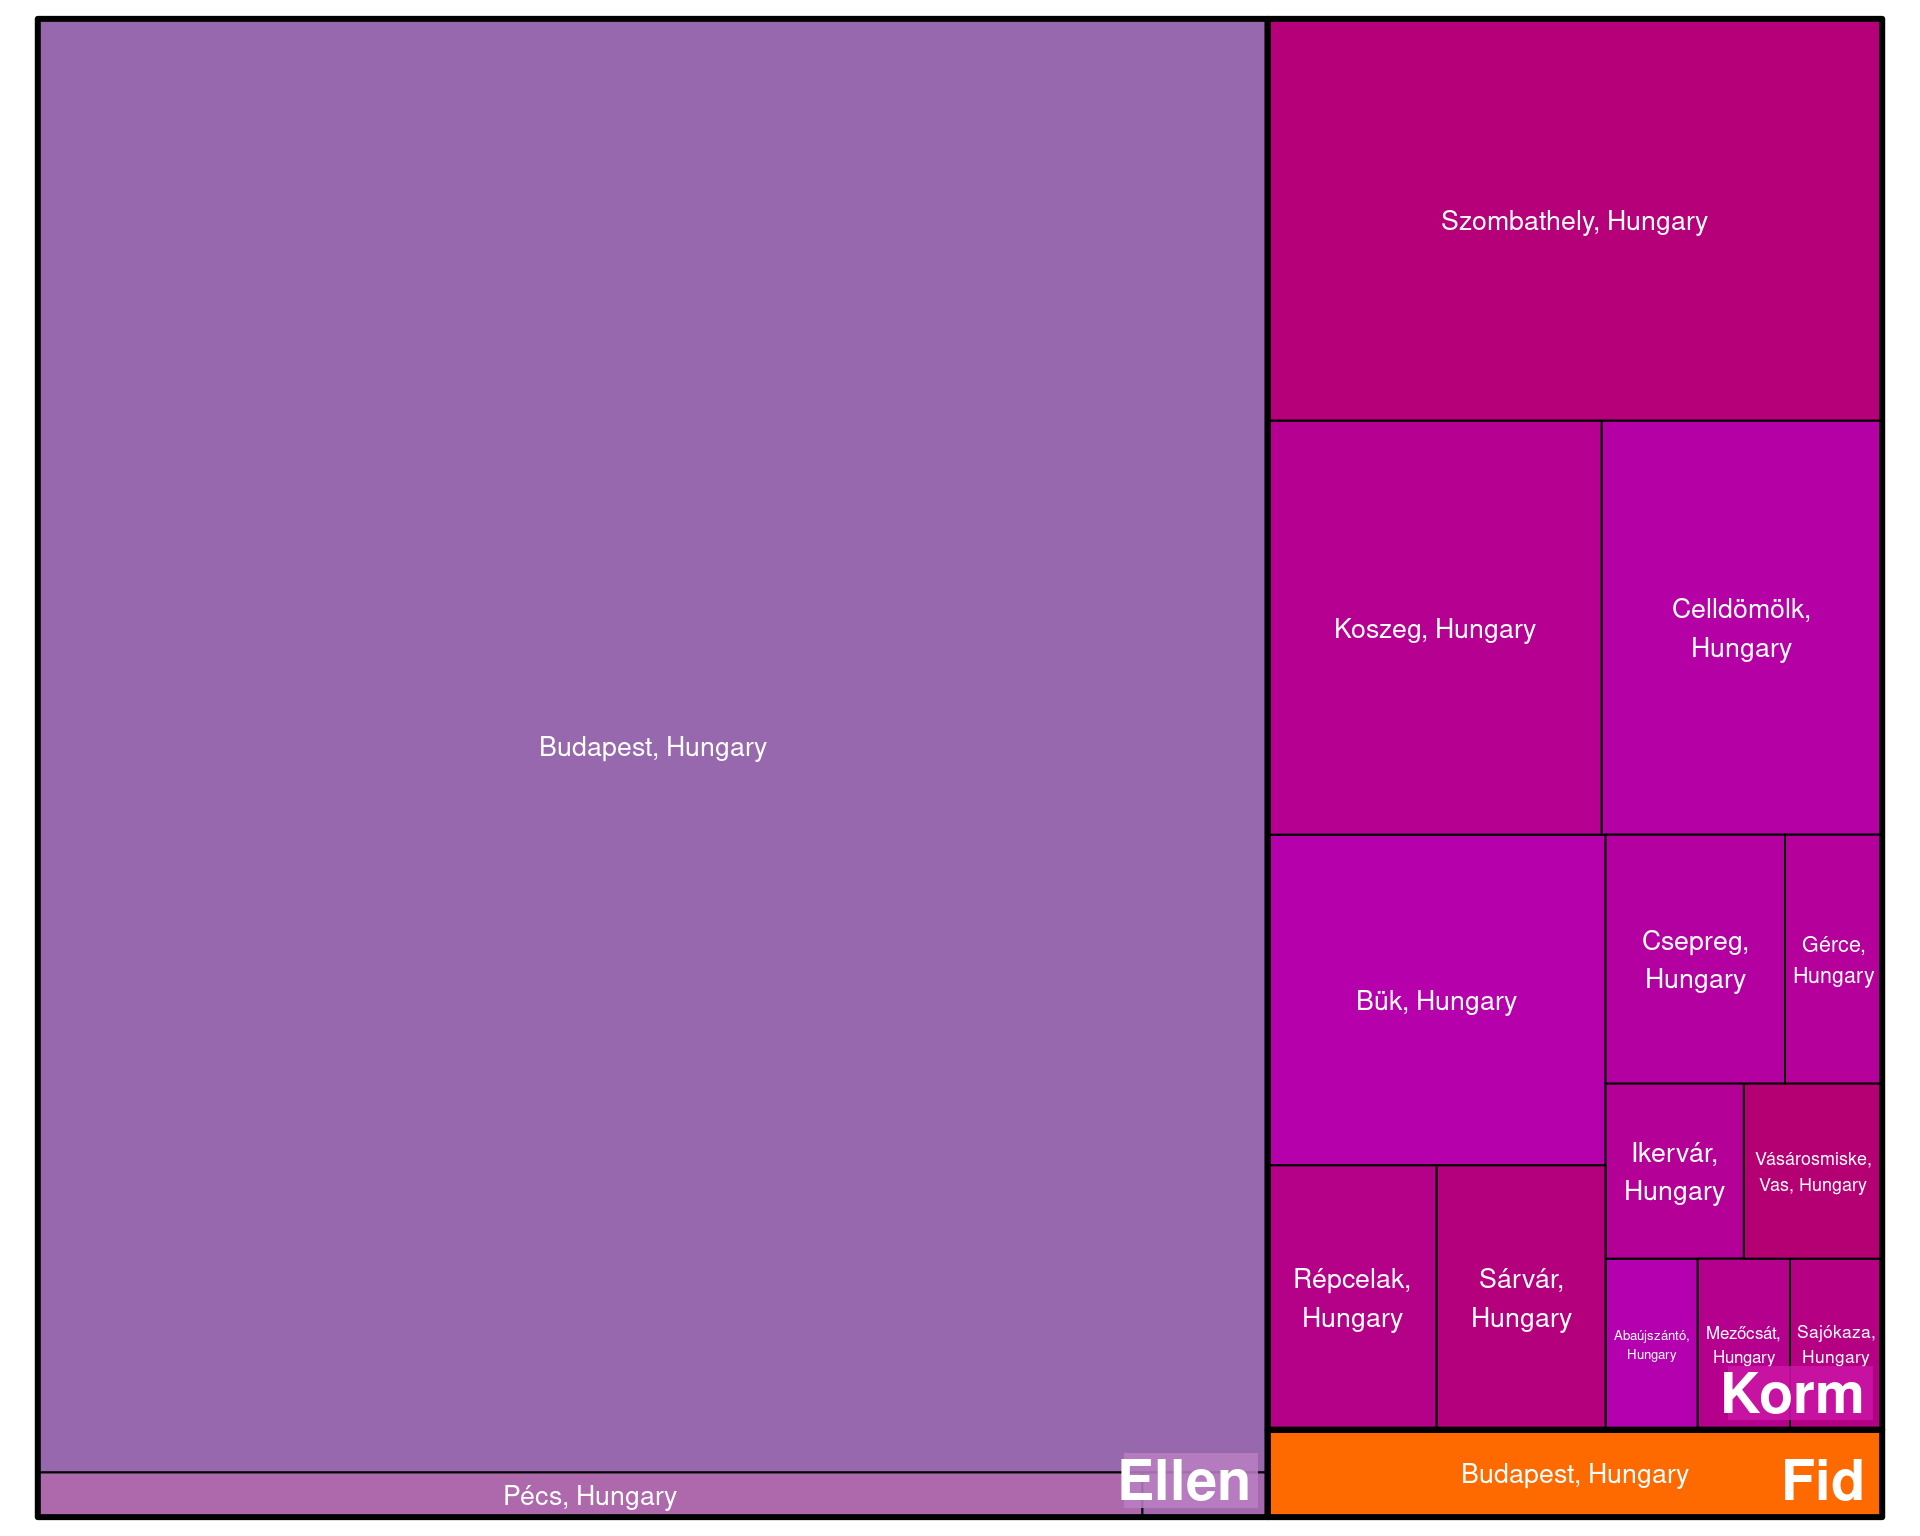 Budapest, Hungary
Pécs, Hungary
Ellen
Szombathely, Hungary
Koszeg, Hungary
Celldömölk,
Hungary
Bük, Hungary
Csepreg,
Hungary
Gérce,
Hungary
Ikervár,
Hungary
Vásárosmiske,
Vas, Hungary
Répcelak,
Hungary
Sárvár,
Hungary
Abaújszántó,
Hungary
Mezőcsát,
Hungary
Sajókaza,
Hungary
Korm
Budapest, Hungary
Fid